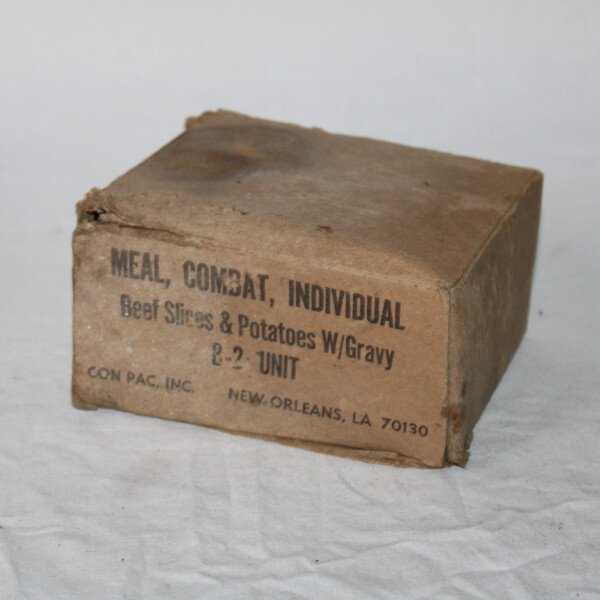 MEAL, COMBAT, INDIVIDUAL
Beef Slices & Potatoes W/Gravy
B-2 UNIT
CON PAC, INC. NEW ORLEANS, LA 70130